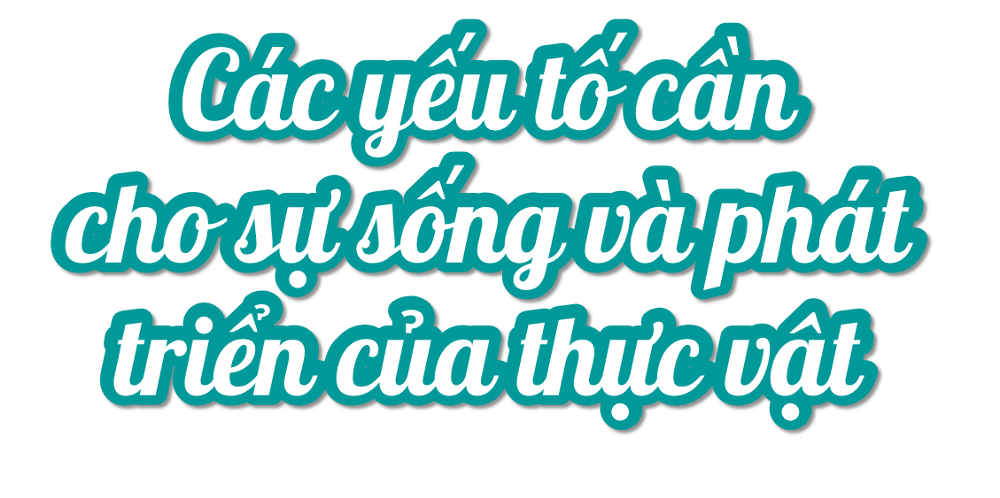 Các yếu tố cần
cho sự sống và phát
triển của thực vật